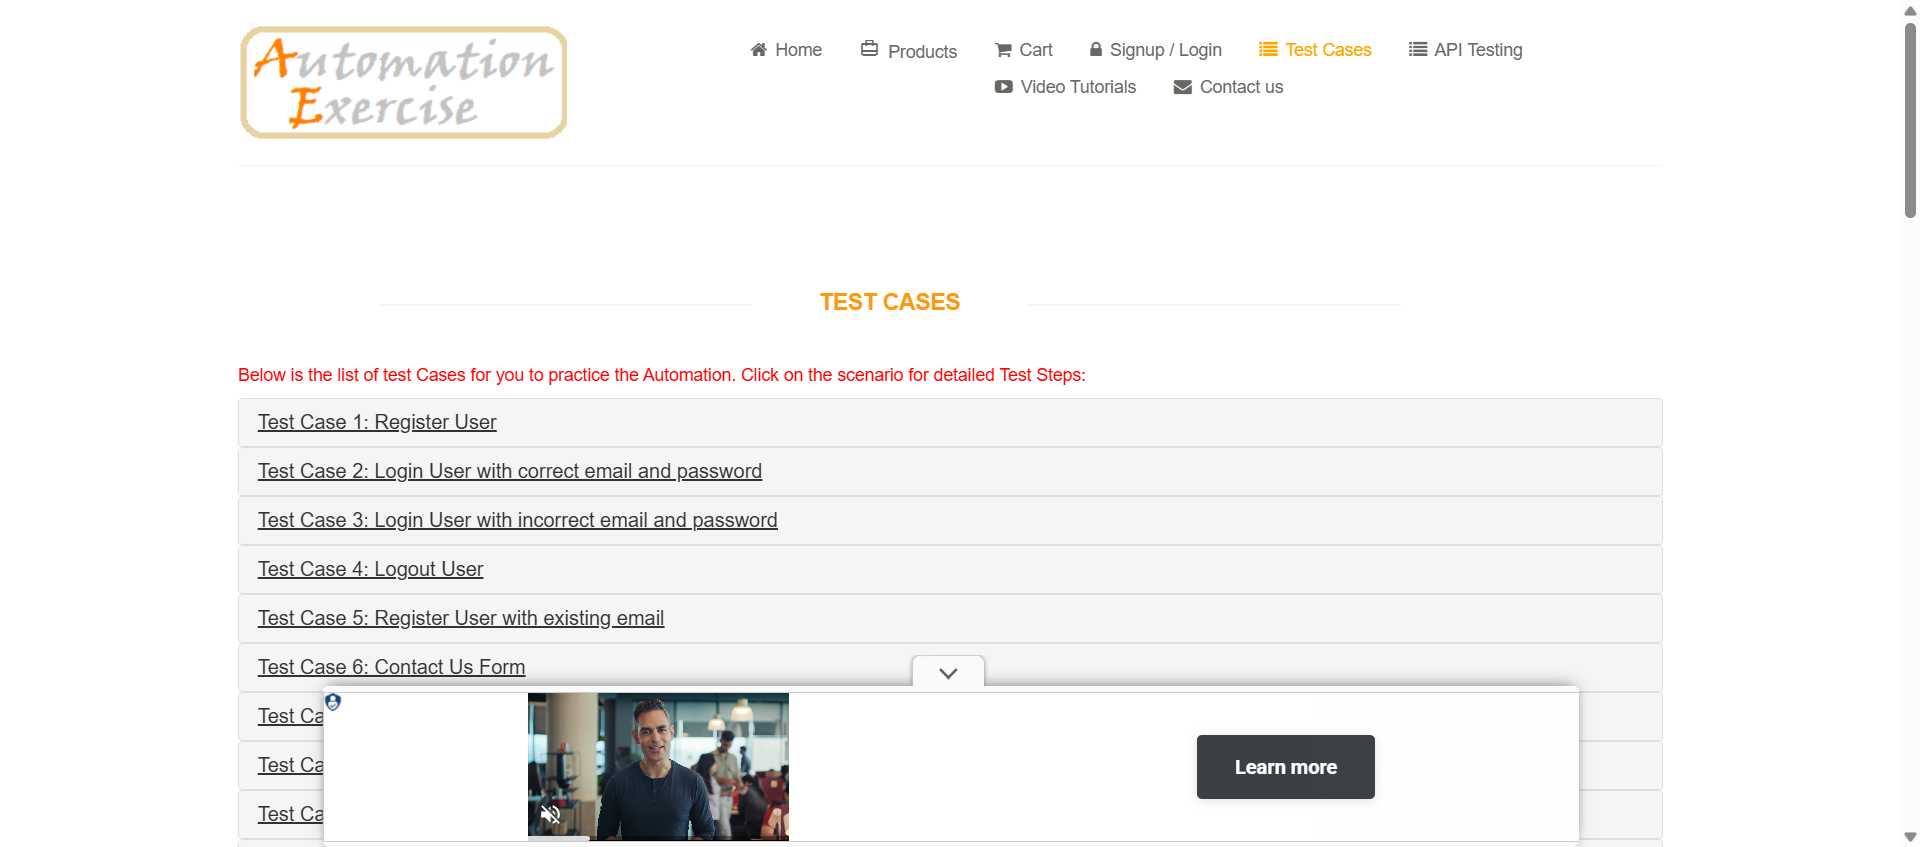 Automation
Exercise
Home
Products
Cart
Signup / Login
Test Cases
API Testing
Video Tutorials
Contact us
TEST CASES
Below is the list of test Cases for you to practice the Automation. Click on the scenario for detailed Test Steps:
Test Case 1: Register User
Test Case 2: Login User with correct email and password
Test Case 3: Login User with incorrect email and password
Test Case 4: Logout User
Test Case 5: Register User with existing email
Test Case 6: Contact Us Form
Test Ca
Test Ca
Test Ca
Learn more